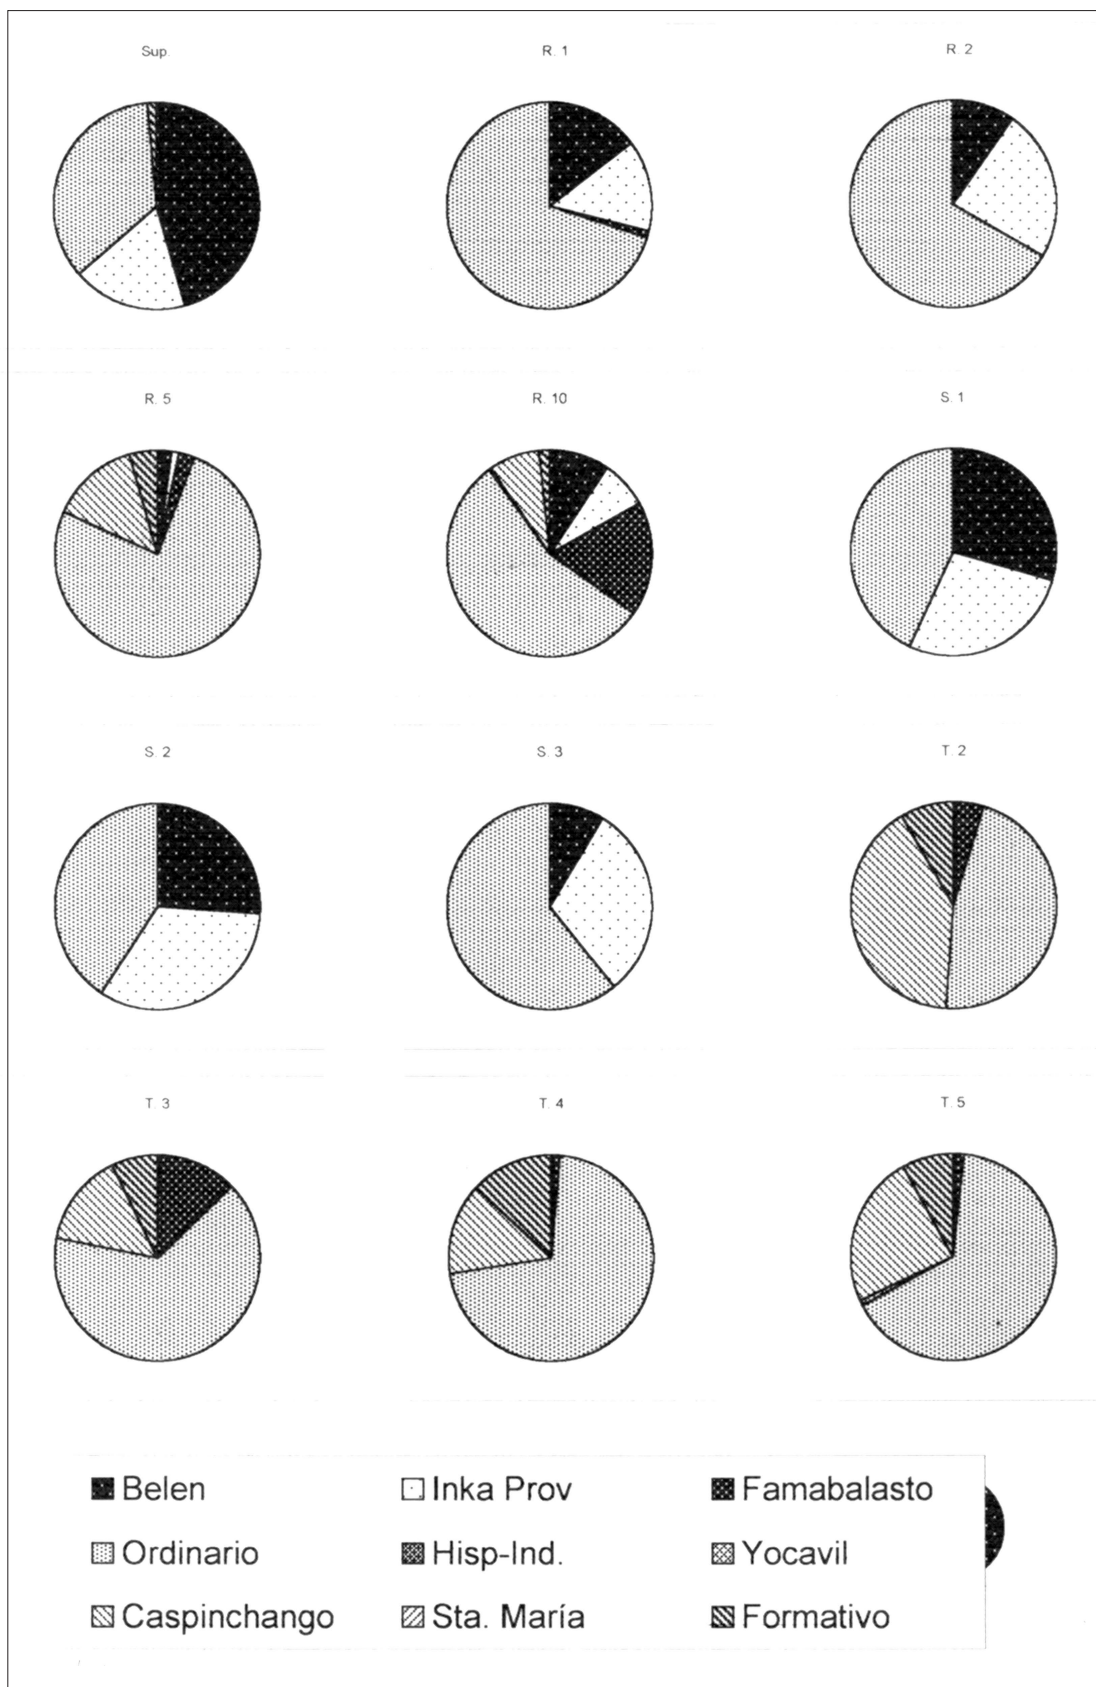 Sup. R. 1 R. 2
R. 5 R. 10 S. 1
S. 2 S. 3 T. 2
T. 3 T. 4 T. 5
Belen Inka Prov Famabalasto
Ordinario Hisp-Ind. Yocavil
Caspinchango Sta. María Formativo